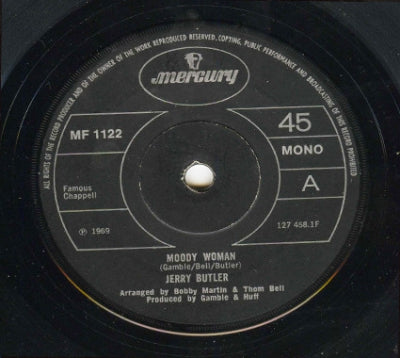 ALL RIGHTS OF THE RECORD PRODUCER AND OF THE OWNER OF THE WORK REPRODUCED RESERVED. COPYING, PUBLIC PERFORMANCE AND BROADCASTING OF THIS RECORD PROHIBITED.
mercury
MF 1122
45
MONO
Famous
Chappell
A
℗ 1969
127 458.1F
MOODY WOMAN
(Gamble/Bell/Butler)
JERRY BUTLER
Arranged by Bobby Martin & Thom Bell
Produced by Gamble & Huff